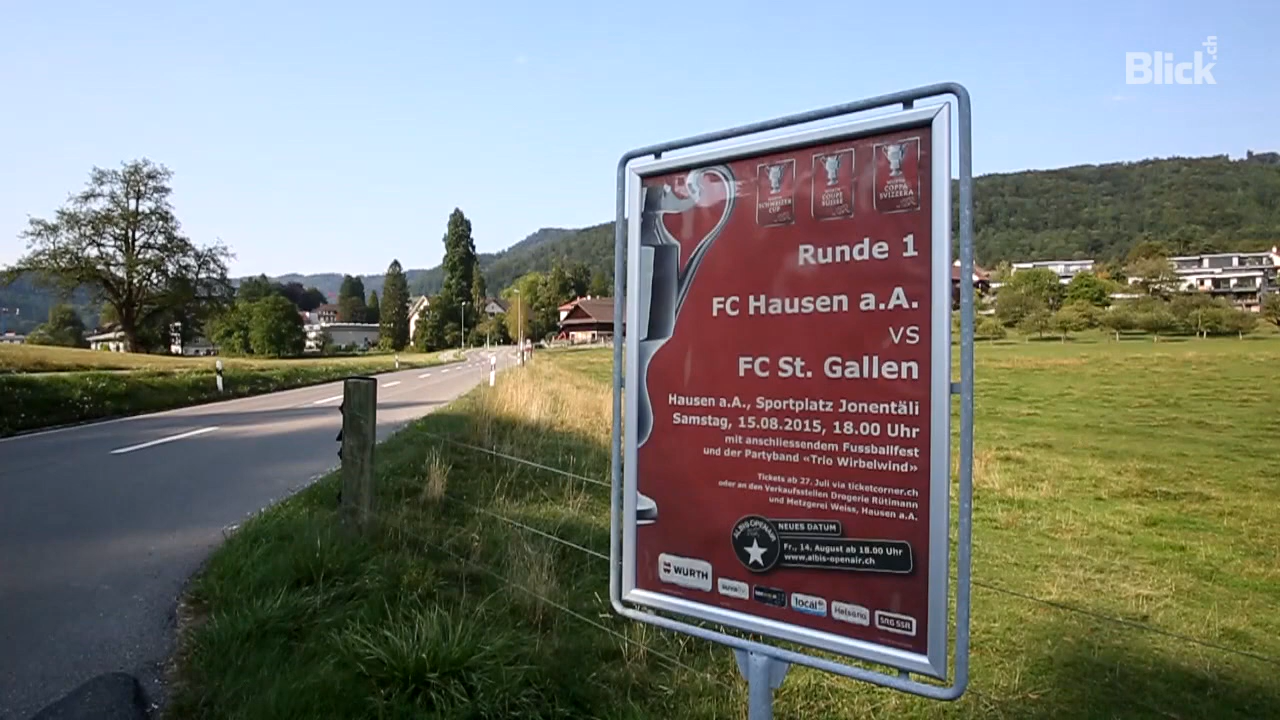 Blick.ch
SCHWEIZER
CUP
COUPE
SUISSE
COPPA
SVIZZERA
Runde 1
FC Hausen a.A.
vs
FC St. Gallen
Hausen a.A., Sportplatz Jonentäli
Samstag, 15.08.2015, 18.00 Uhr
mit anschliessendem Fussballfest
und der Partyband «Trio Wirbelwind»
Tickets ab 27. Juli via ticketcorner.ch
oder an den Verkaufsstellen Drogerie Rütimann
und Metzgerei Weiss, Hausen a.A.
ALBIS OPENAIR
NEUES DATUM
Fr., 14. August ab 18.00 Uhr
www.albis-openair.ch
WÜRTH
local.ch
Helsana
SRG SSR